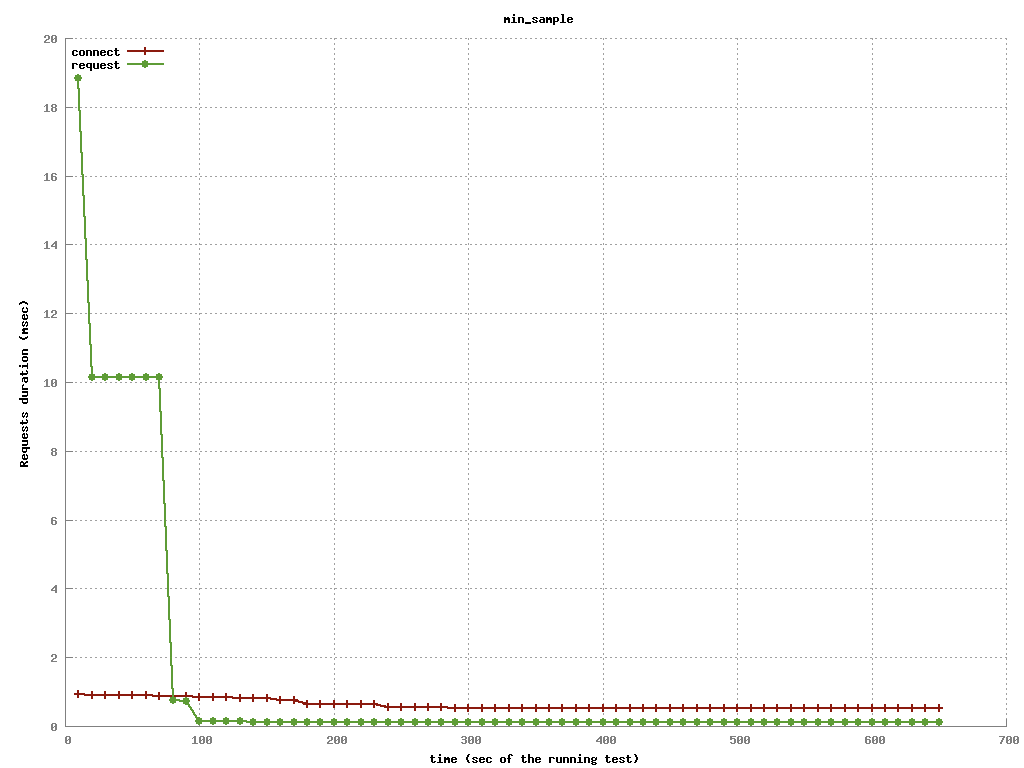 min_sample
connect
request
20
18
16
14
12
10
8
6
4
2
0
Requests duration (msec)
0 100 200 300 400 500 600 700
time (sec of the running test)